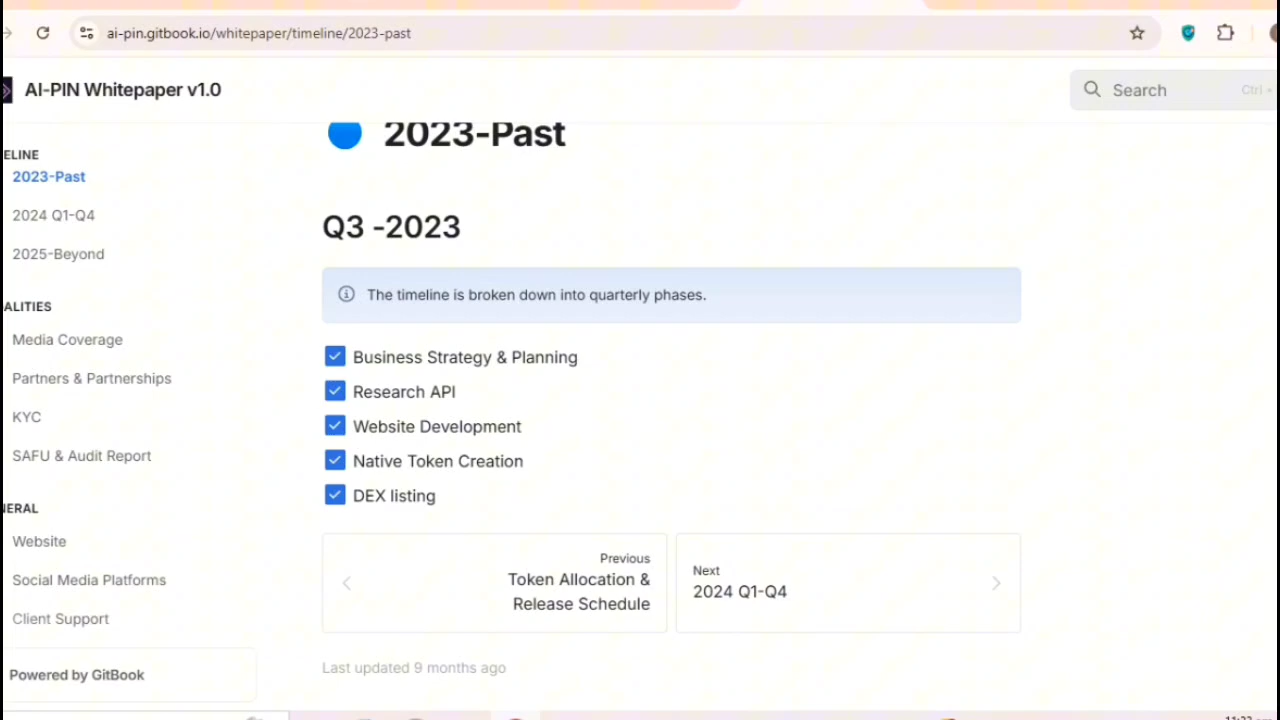 ai-pin.gitbook.io/whitepaper/timeline/2023-past
AI-PIN Whitepaper v1.0
Search
Ctrl +
2023-Past
ELINE
2023-Past
2024 Q1-Q4
2025-Beyond
ALITIES
Media Coverage
Partners & Partnerships
KYC
SAFU & Audit Report
NERAL
Website
Social Media Platforms
Client Support
Powered by GitBook
Q3 -2023
The timeline is broken down into quarterly phases.
Business Strategy & Planning
Research API
Website Development
Native Token Creation
DEX listing
Previous
Token Allocation &
Release Schedule
Next
2024 Q1-Q4
Last updated 9 months ago